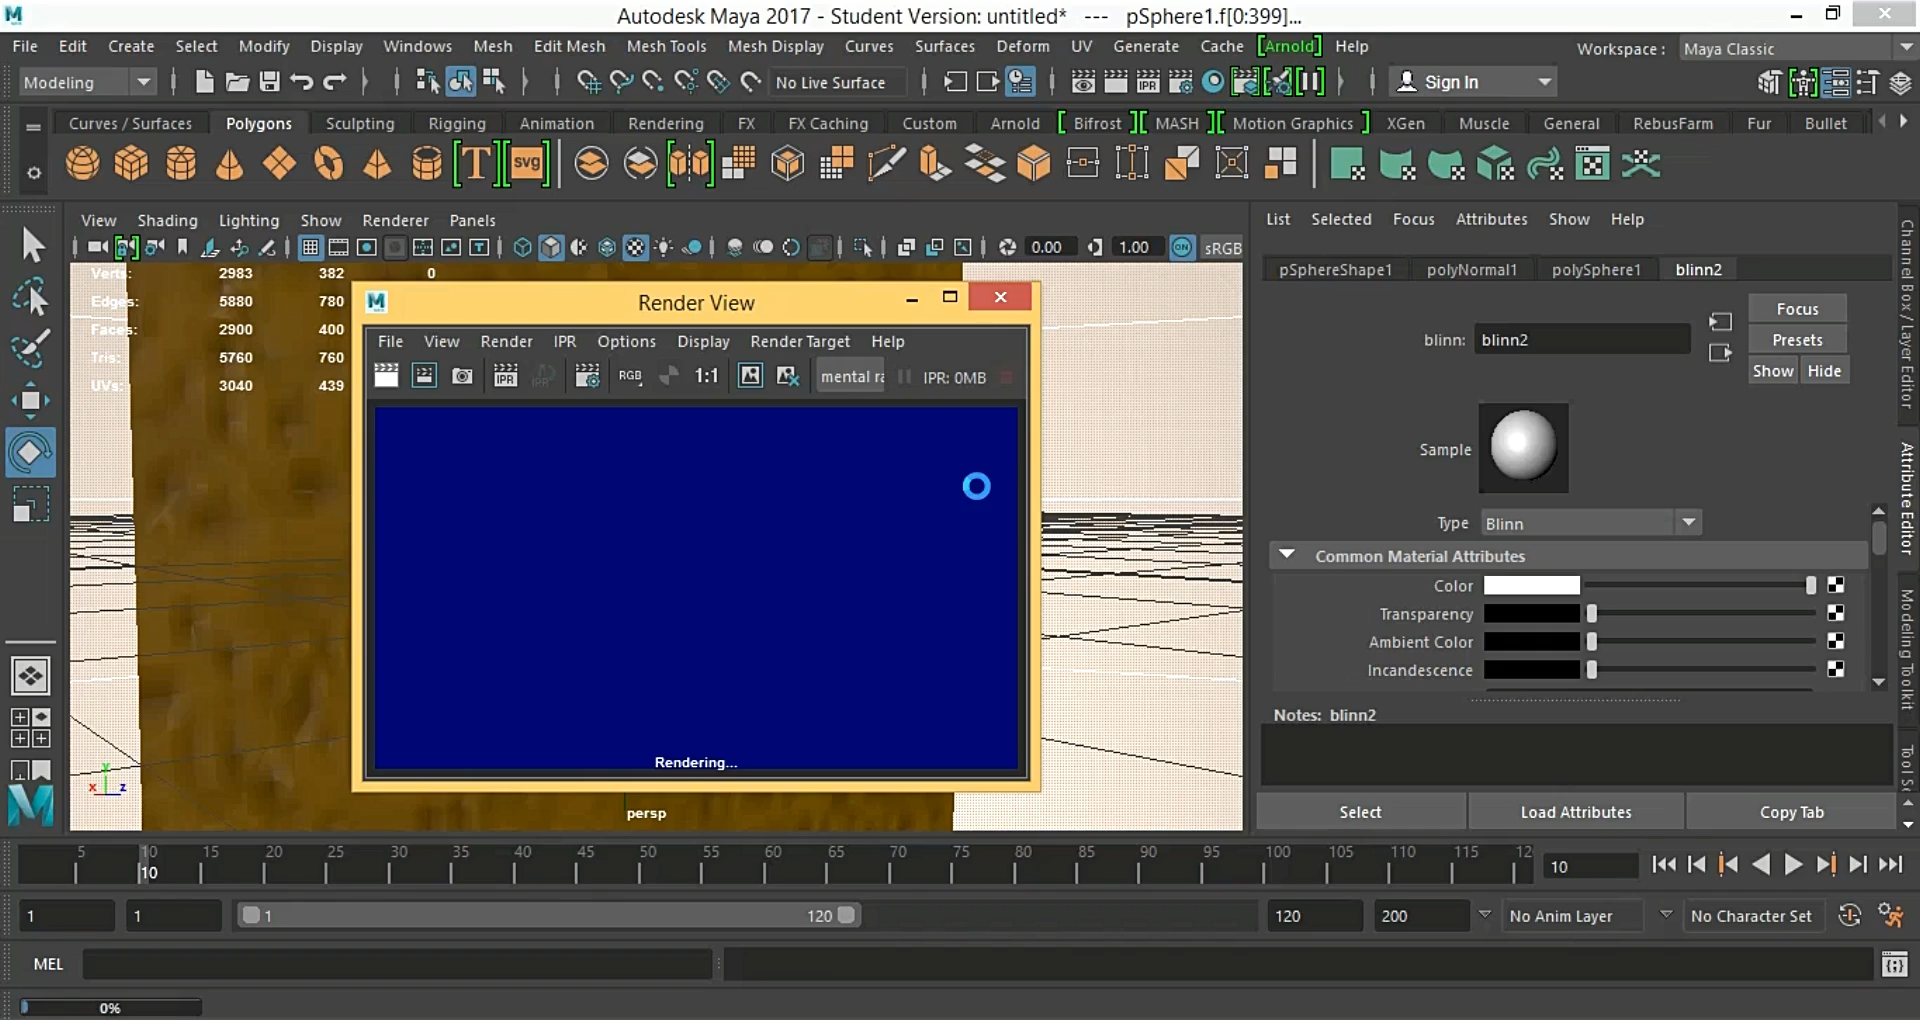 Autodesk Maya 2017 - Student Version: untitled* --- pSphere1.f[0:399]...
File Edit Create Select Modify Display Windows Mesh Edit Mesh Mesh Tools Mesh Display Curves Surfaces Deform UV Generate Cache [Arnold] Help Workspace : Maya Classic
Modeling No Live Surface IPR Sign In
Curves / Surfaces Polygons Sculpting Rigging Animation Rendering FX FX Caching Custom Arnold Bifrost MASH Motion Graphics XGen Muscle General RebusFarm Fur Bullet
T svg
View Shading Lighting Show Renderer Panels
0.00 1.00 ON sRGB
Verts: 2983 382 0
Edges: 5880 780
Faces: 2900 400
Tris: 5760 760
UVs: 3040 439
Render View
File View Render IPR Options Display Render Target Help
IPR IPR RGB 1:1 mental ra IPR: 0MB
Rendering...
persp
y
x z
List Selected Focus Attributes Show Help
pSphereShape1 polyNormal1 polySphere1 blinn2
blinn: blinn2
Focus
Presets
Show Hide
Sample
Type Blinn
Common Material Attributes
Color
Transparency
Ambient Color
Incandescence
Notes: blinn2
Select Load Attributes Copy Tab
Channel Box / Layer Editor
Attribute Editor
Modeling Toolkit
Tool S
5 10 15 20 25 30 35 40 45 50 55 60 65 70 75 80 85 90 95 100 105 110 115 12
10 10
1 1 1 120 120 200 No Anim Layer No Character Set
MEL
0%